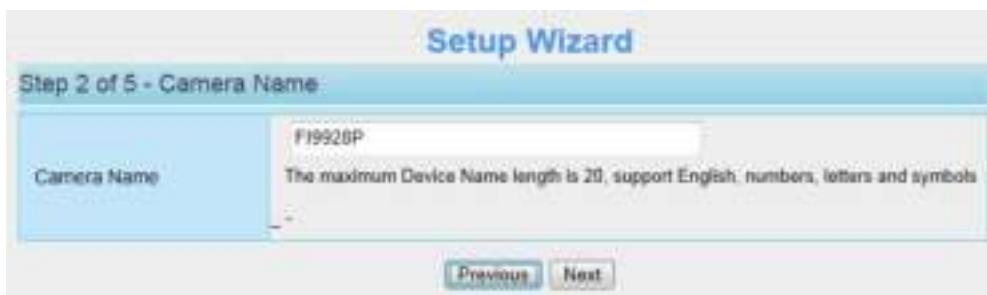 Setup Wizard
Step 2 of 5 - Camera Name
FI9928P
Camera Name
The maximum Device Name length is 20, support English, numbers, letters and symbols
_ -
Previous Next